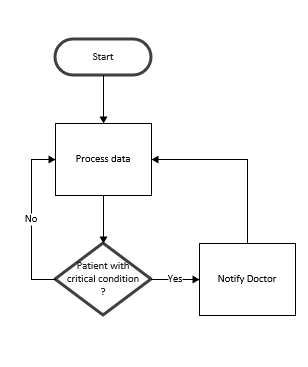 Start
Process data
No
Patient with
critical condition
?
Yes
Notify Doctor